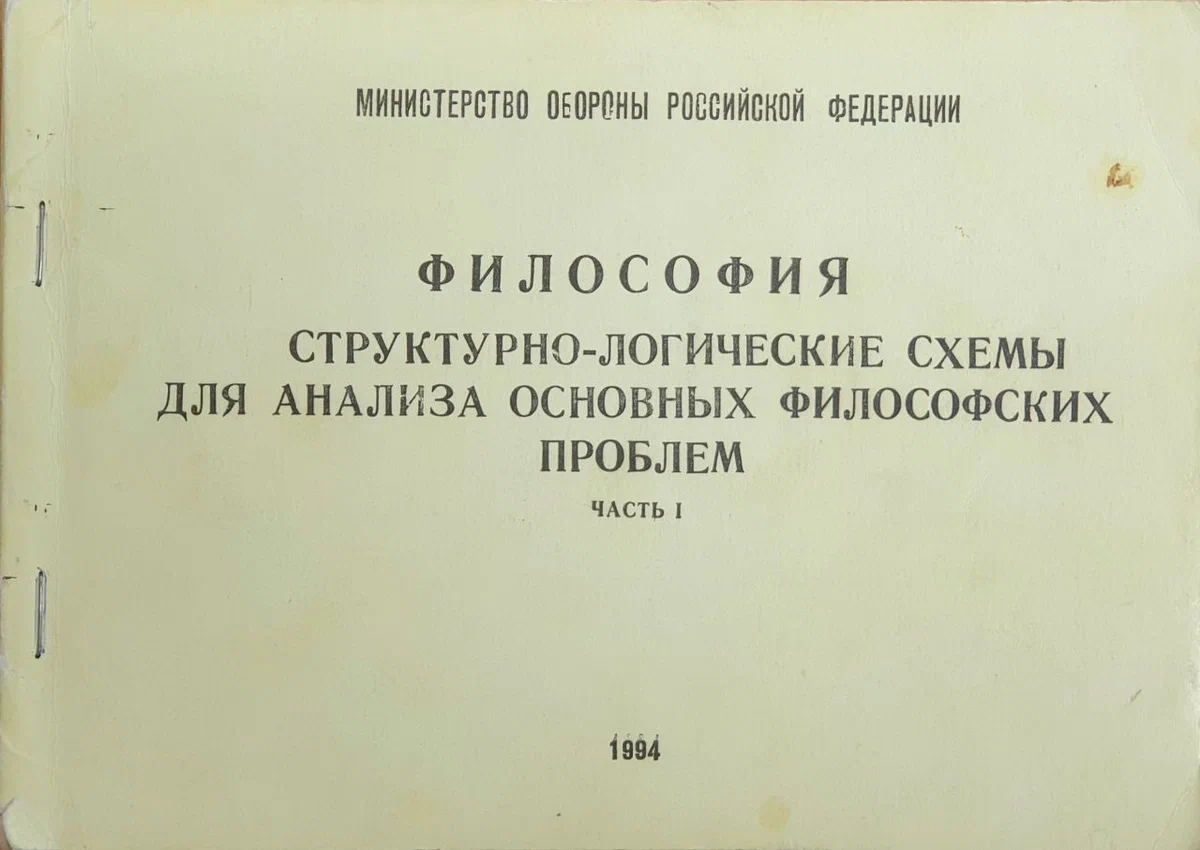 МИНИСТЕРСТВО ОБОРОНЫ РОССИЙСКОЙ ФЕДЕРАЦИИ
ФИЛОСОФИЯ
СТРУКТУРНО-ЛОГИЧЕСКИЕ СХЕМЫ
ДЛЯ АНАЛИЗА ОСНОВНЫХ ФИЛОСОФСКИХ
ПРОБЛЕМ
ЧАСТЬ I
1994